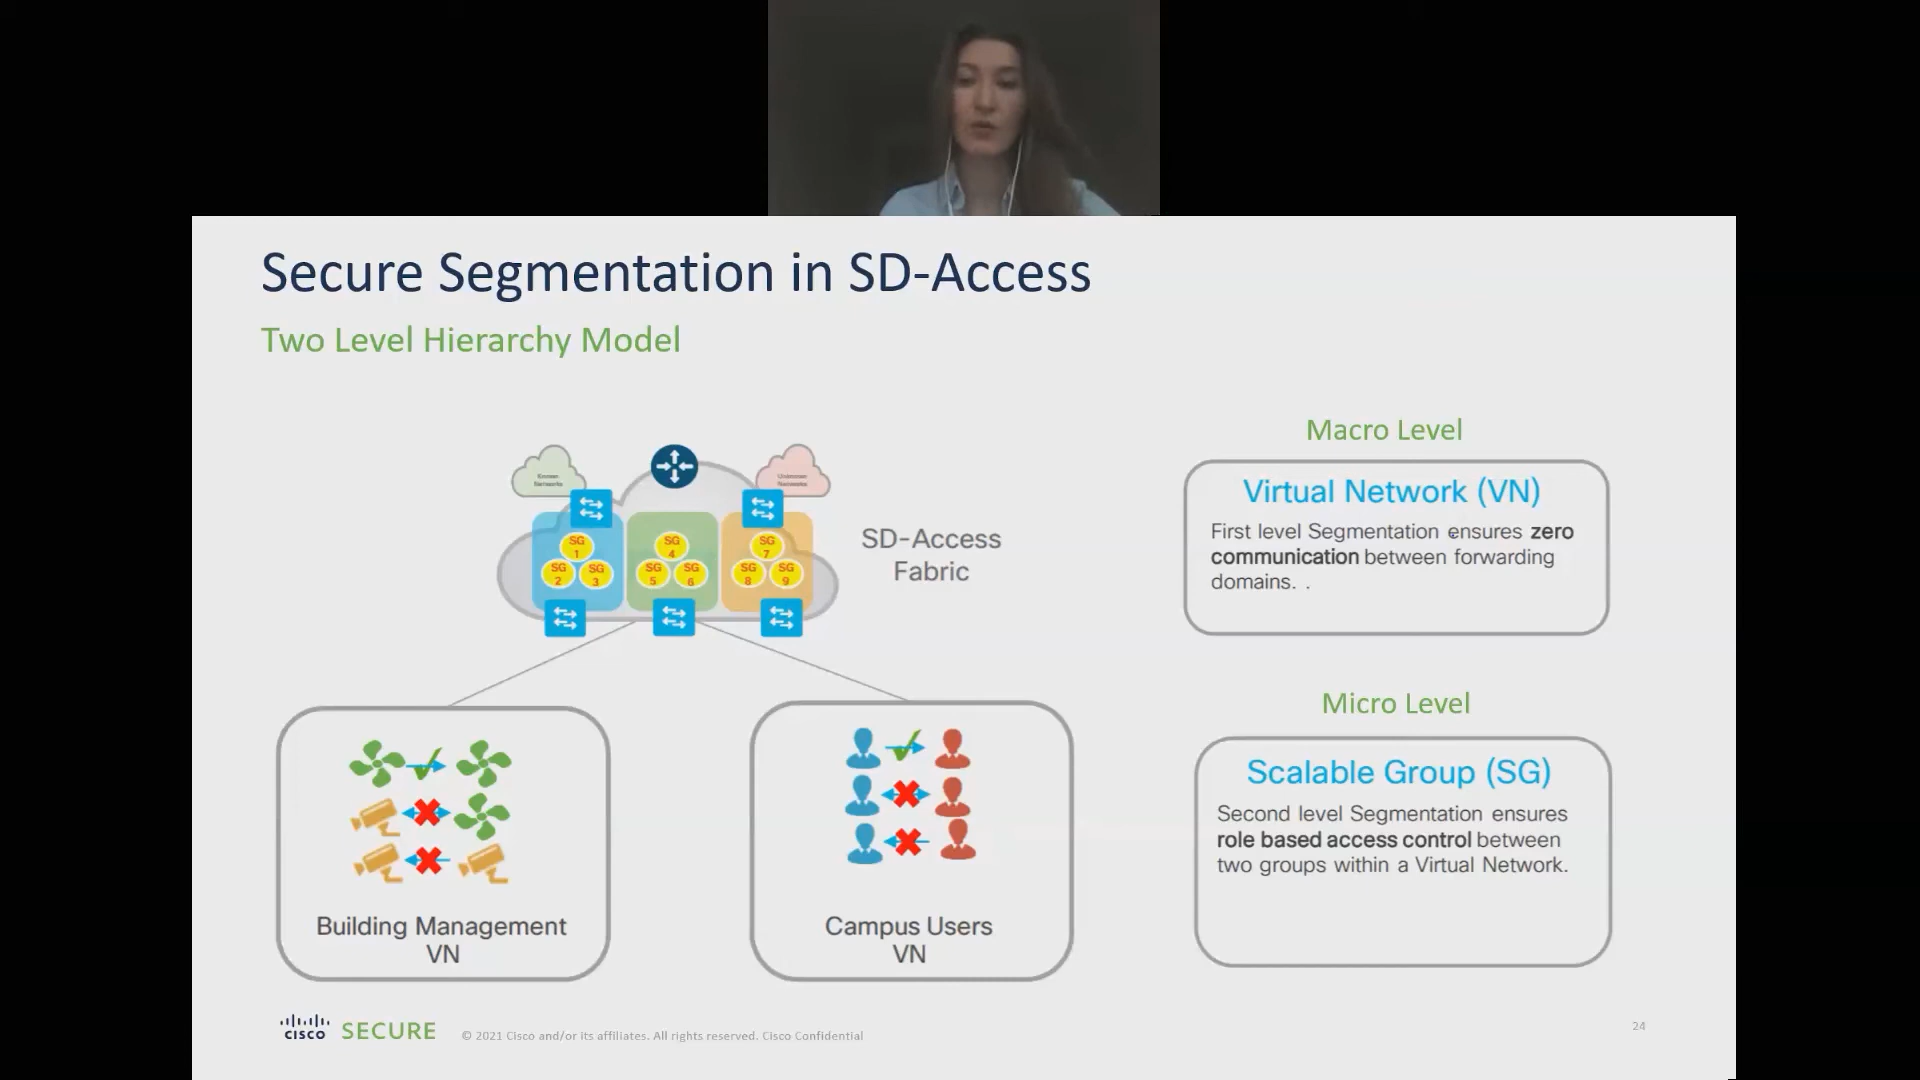 Secure Segmentation in SD-Access
Two Level Hierarchy Model
Known
Networks
Unknown
Networks
SG
1
SG
2
SG
3
SG
4
SG
5
SG
6
SG
7
SG
8
SG
9
SD-Access
Fabric
Building Management
VN
Campus Users
VN
Macro Level
Virtual Network (VN)
First level Segmentation ensures zero
communication between forwarding
domains. .
Micro Level
Scalable Group (SG)
Second level Segmentation ensures
role based access control between
two groups within a Virtual Network.
CISCO SECURE
© 2021 Cisco and/or its affiliates. All rights reserved. Cisco Confidential
24